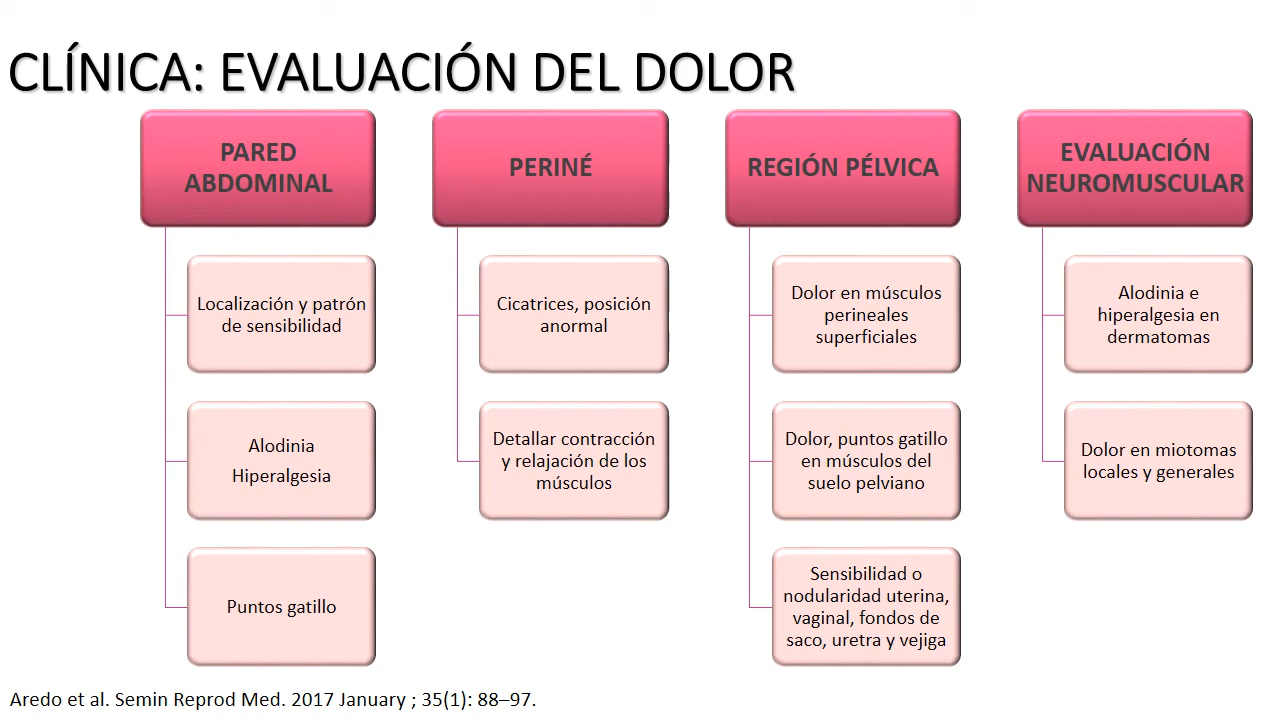 CLÍNICA: EVALUACIÓN DEL DOLOR
PARED
ABDOMINAL
Localización y patrón
de sensibilidad
Alodinia
Hiperalgesia
Puntos gatillo
PERINÉ
Cicatrices, posición
anormal
Detallar contracción
y relajación de los
músculos
REGIÓN PÉLVICA
Dolor en músculos
perineales
superficiales
Dolor, puntos gatillo
en músculos del
suelo pelviano
Sensibilidad o
nodularidad uterina,
vaginal, fondos de
saco, uretra y vejiga
EVALUACIÓN
NEUROMUSCULAR
Alodinia e
hiperalgesia en
dermatomas
Dolor en miotomas
locales y generales
Aredo et al. Semin Reprod Med. 2017 January ; 35(1): 88–97.